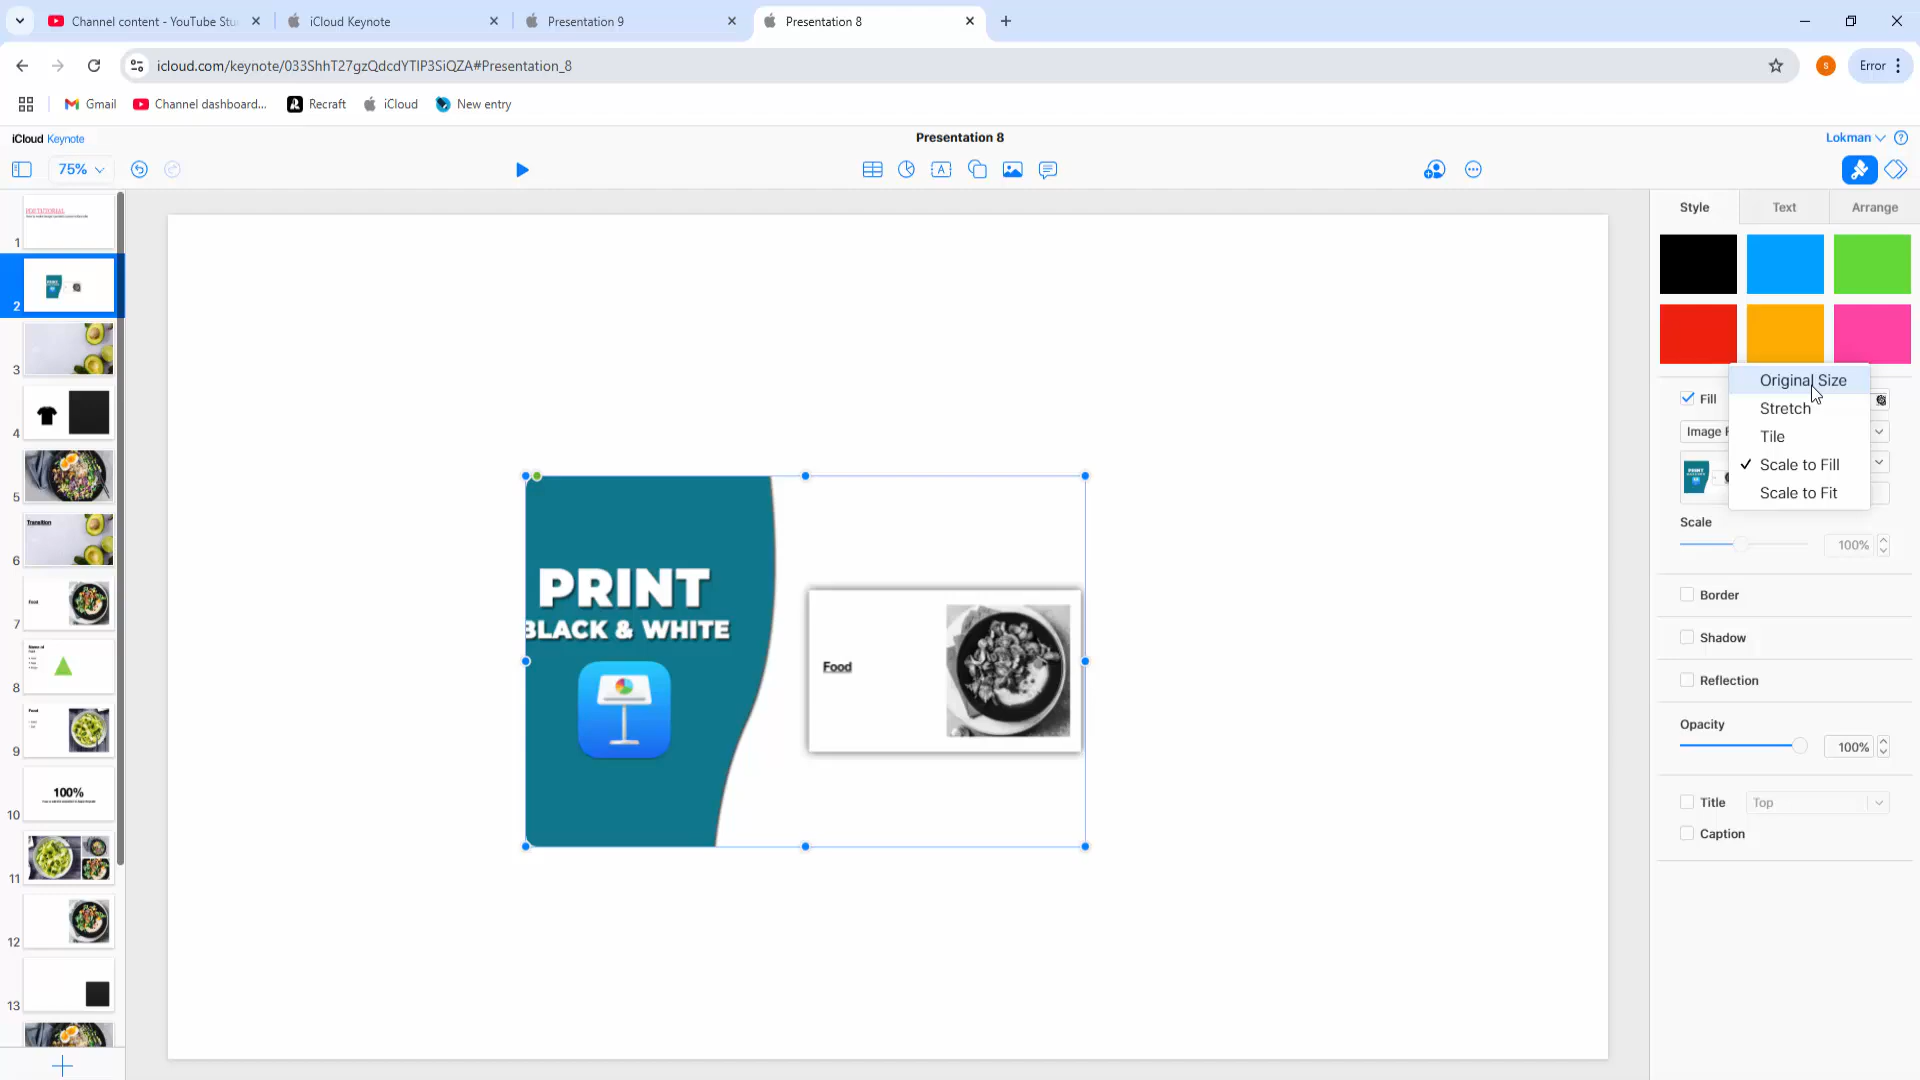 Channel content - YouTube Stu
iCloud Keynote
Presentation 9
Presentation 8
icloud.com/keynote/033ShhT27gzQdcdYTIP3SiQZA#Presentation_8
S
Error
Gmail
Channel dashboard...
Recraft
iCloud
New entry
iCloud Keynote
Presentation 8
Lokman
75%
Style
Text
Arrange
1
2
3
4
5
6
Transition
7
Food
8
9
Food
10
100%
11
12
13
PRINT
BLACK & WHITE
Food
Original Size
Stretch
Tile
Scale to Fill
Scale to Fit
Fill
Image F
Scale
100%
Border
Shadow
Reflection
Opacity
100%
Title
Top
Caption